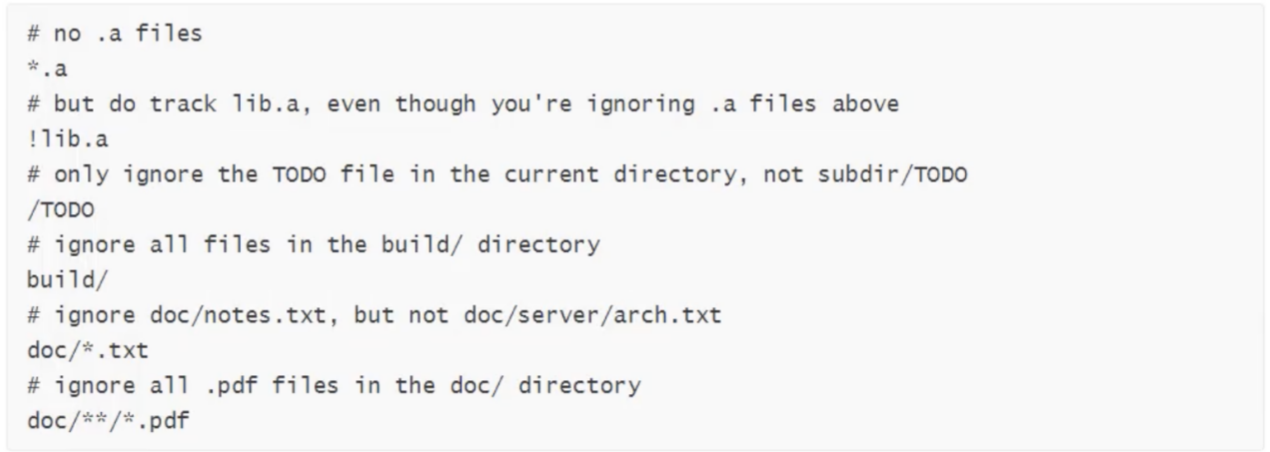 # no .a files
*.a
# but do track lib.a, even though you're ignoring .a files above
!lib.a
# only ignore the TODO file in the current directory, not subdir/TODO
/TODO
# ignore all files in the build/ directory
build/
# ignore doc/notes.txt, but not doc/server/arch.txt
doc/*.txt
# ignore all .pdf files in the doc/ directory
doc/**/*.pdf